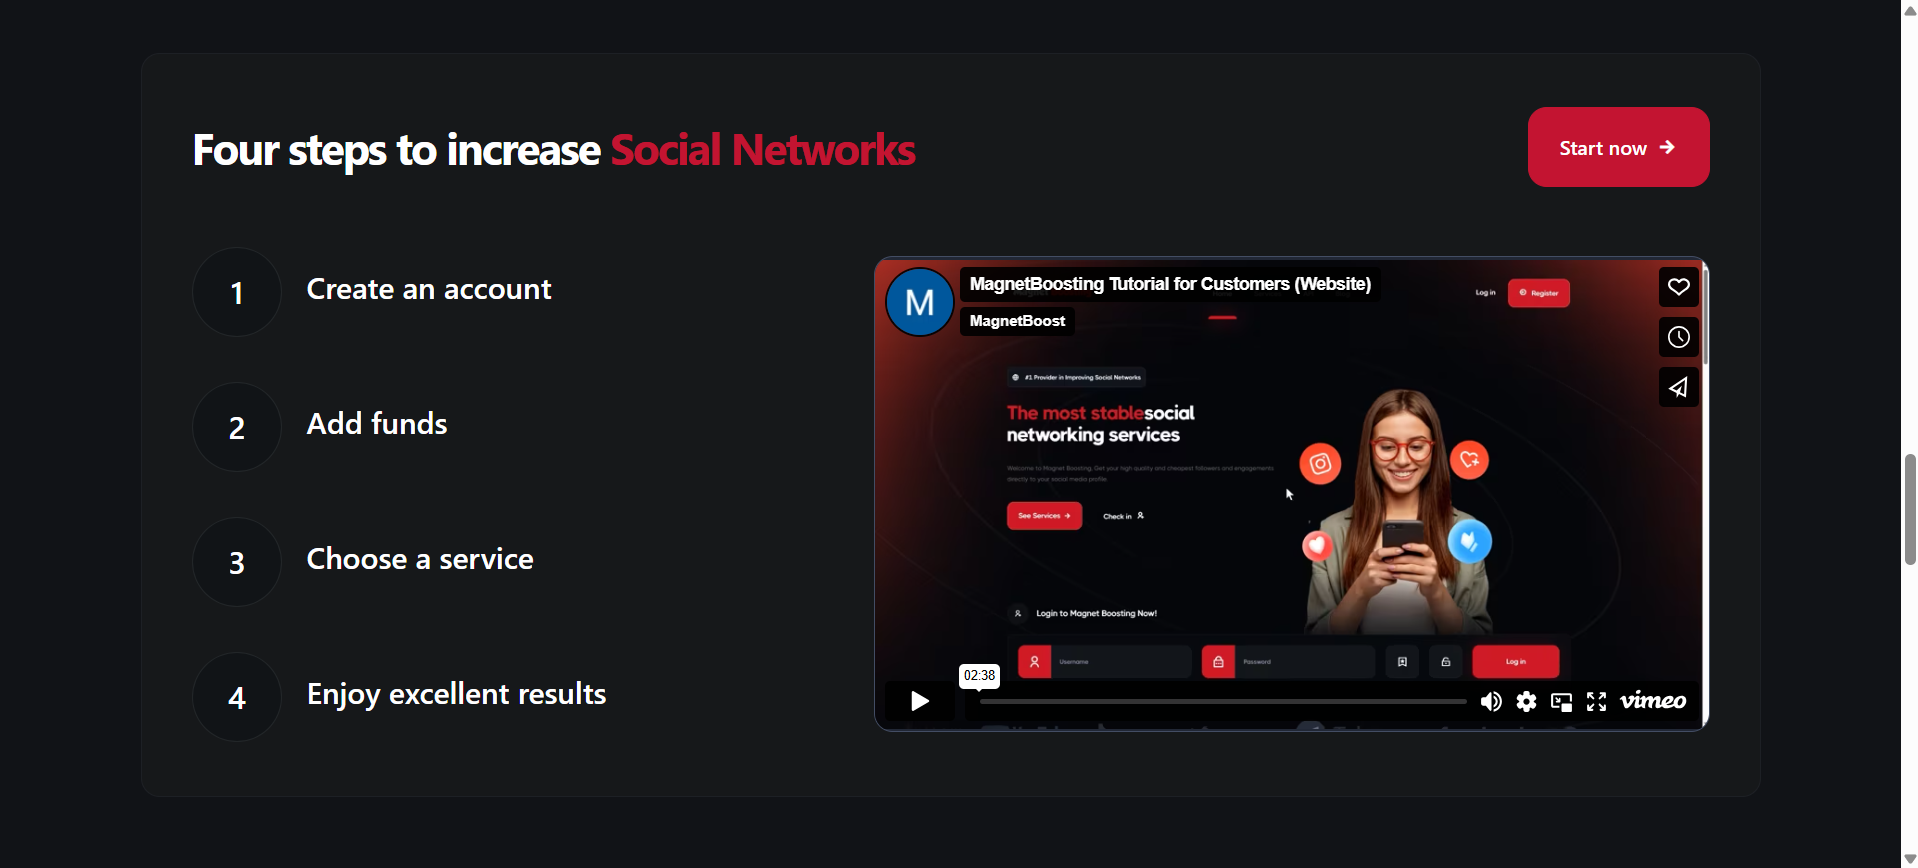 Four steps to increase Social Networks
Start now
1
Create an account
2
Add funds
3
Choose a service
4
Enjoy excellent results
M
MagnetBoosting Tutorial for Customers (Website)
MagnetBoost
Log in
Register
#1 Provider in Improving Social Networks
The most stablesocial
networking services
Welcome to Magnet Boosting, Get your high quality and cheapest followers and engagements
directly to your social media profile.
See Services
Check in
Login to Magnet Boosting Now!
Username
Password
Log in
02:38
vimeo